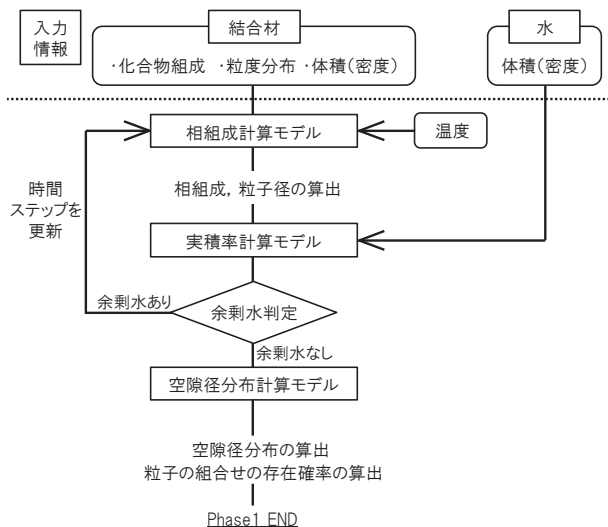 入力
情報
結合材
・化合物組成 ・粒度分布 ・体積(密度)
水
体積(密度)
相組成計算モデル
温度
時間
ステップを
更新
相組成, 粒子径の算出
実積率計算モデル
余剰水あり
余剰水判定
余剰水なし
空隙径分布計算モデル
空隙径分布の算出
粒子の組合せの存在確率の算出
Phase1 END